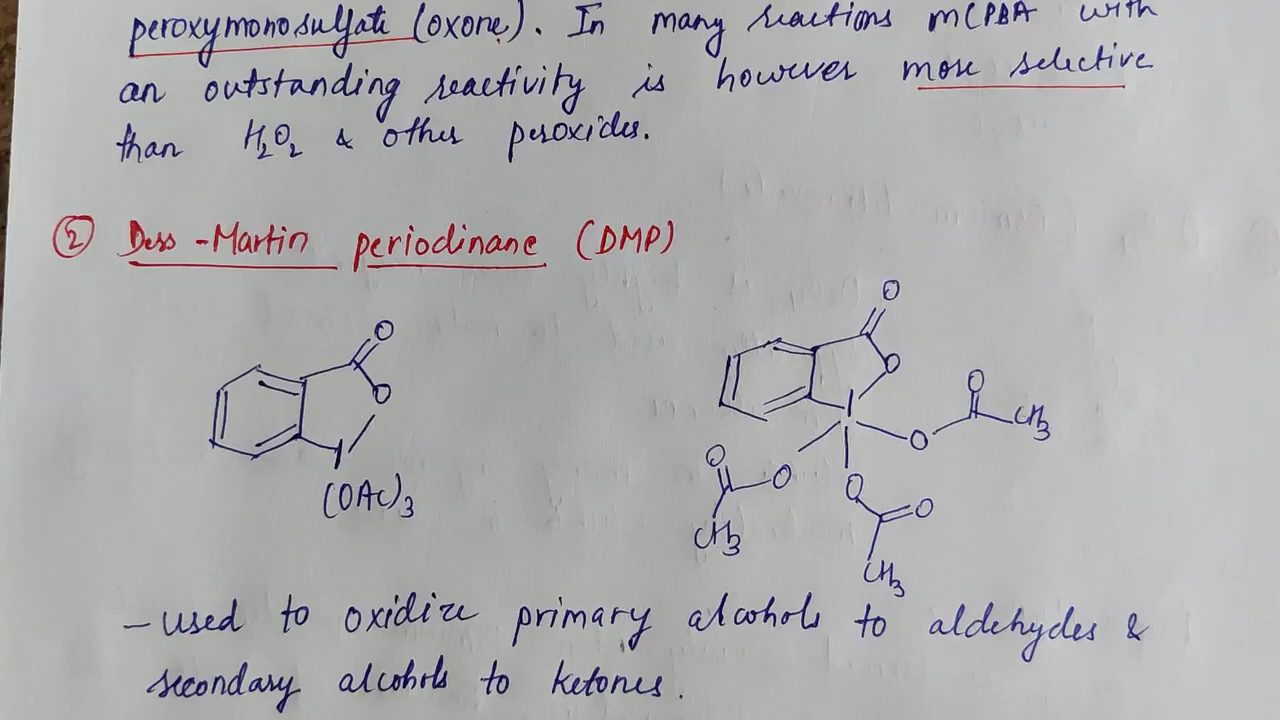 peroxymonosulfate (oxone). In many reactions mCPBA with
an outstanding reactivity is however more selective
than H₂O₂ & other peroxides.
② Dess-Martin periodinane (DMP)
O
O
I
(OAc)₃
O
O
I
O
O
CH₃
O
O
CH₃
O
O
CH₃
- used to oxidize primary alcohols to aldehydes &
secondary alcohols to ketones.